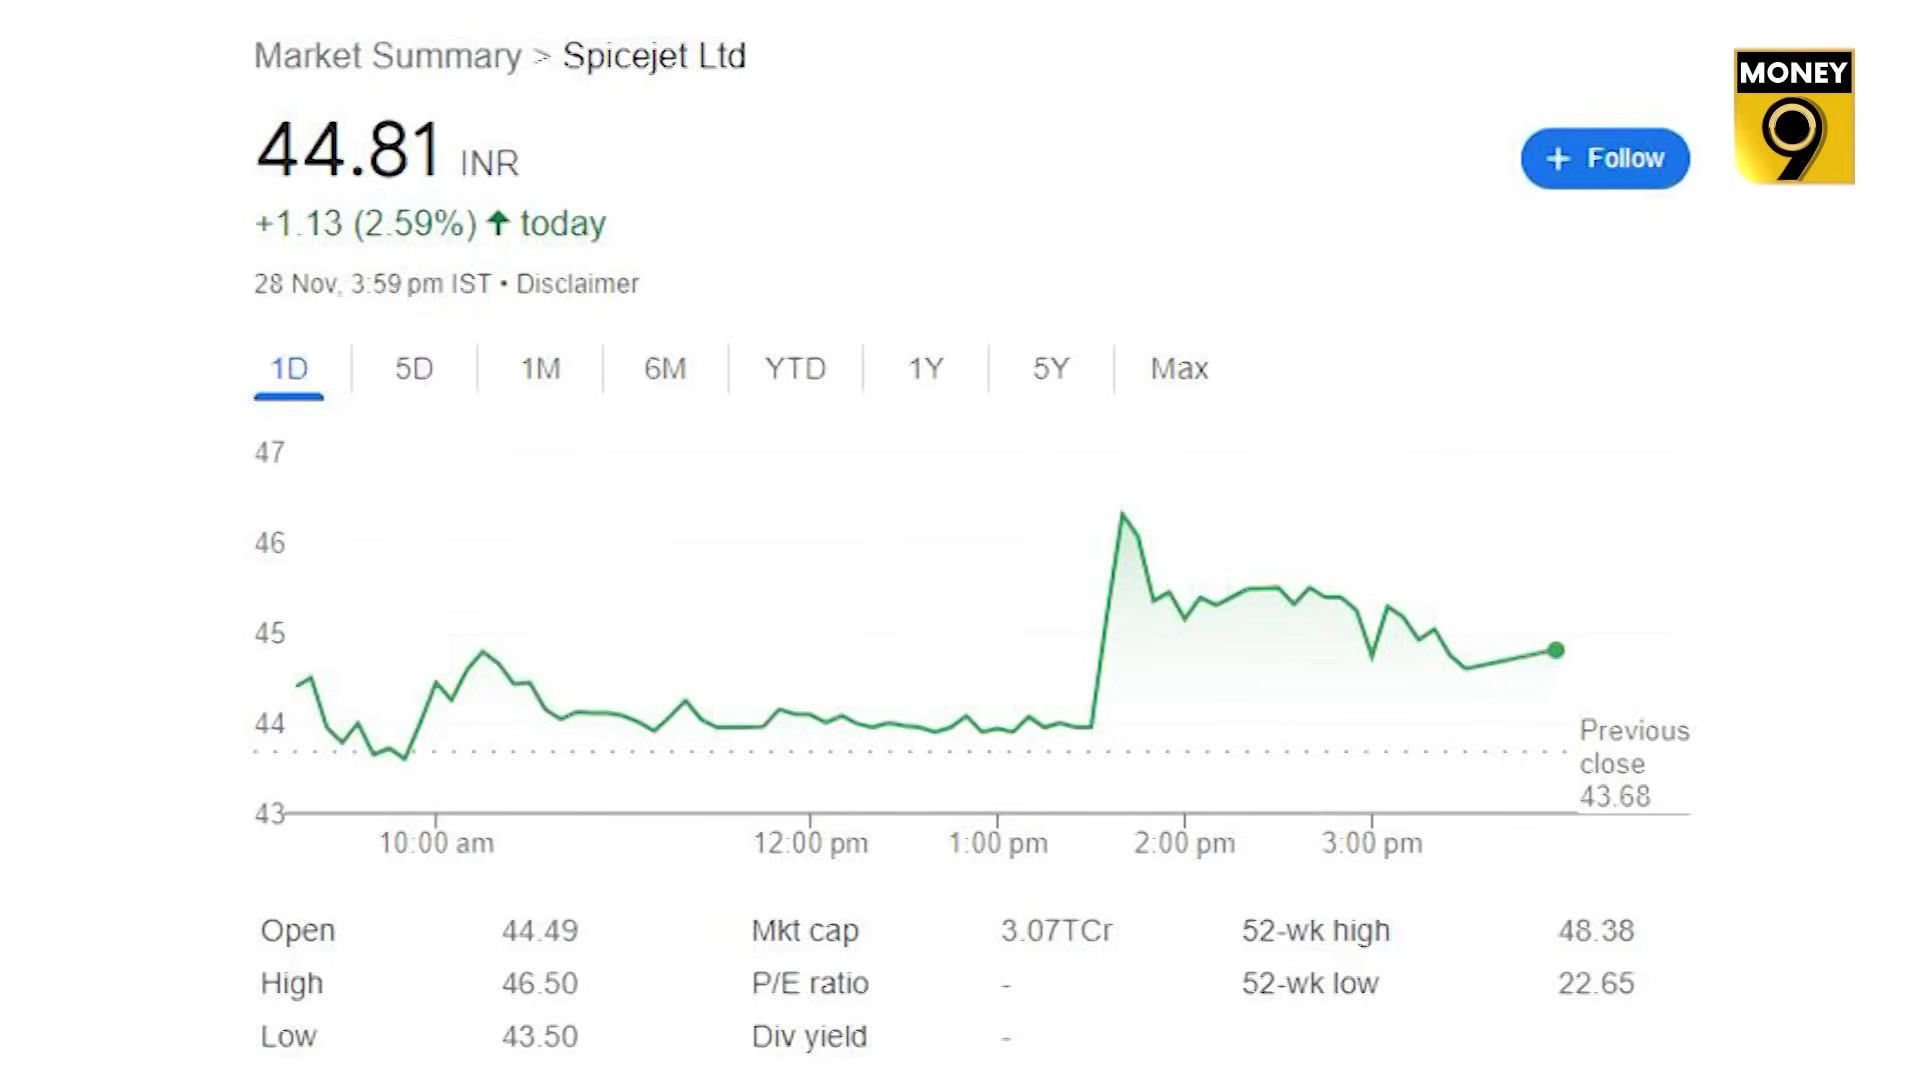 Market Summary > Spicejet Ltd
MONEY
9
44.81 INR
+ Follow
+1.13 (2.59%) ↑ today
28 Nov, 3:59 pm IST • Disclaimer
1D 5D 1M 6M YTD 1Y 5Y Max
47
46
45
44
43
Previous
close
43.68
10:00 am 12:00 pm 1:00 pm 2:00 pm 3:00 pm
Open 44.49 Mkt cap 3.07TCr 52-wk high 48.38
High 46.50 P/E ratio - 52-wk low 22.65
Low 43.50 Div yield -